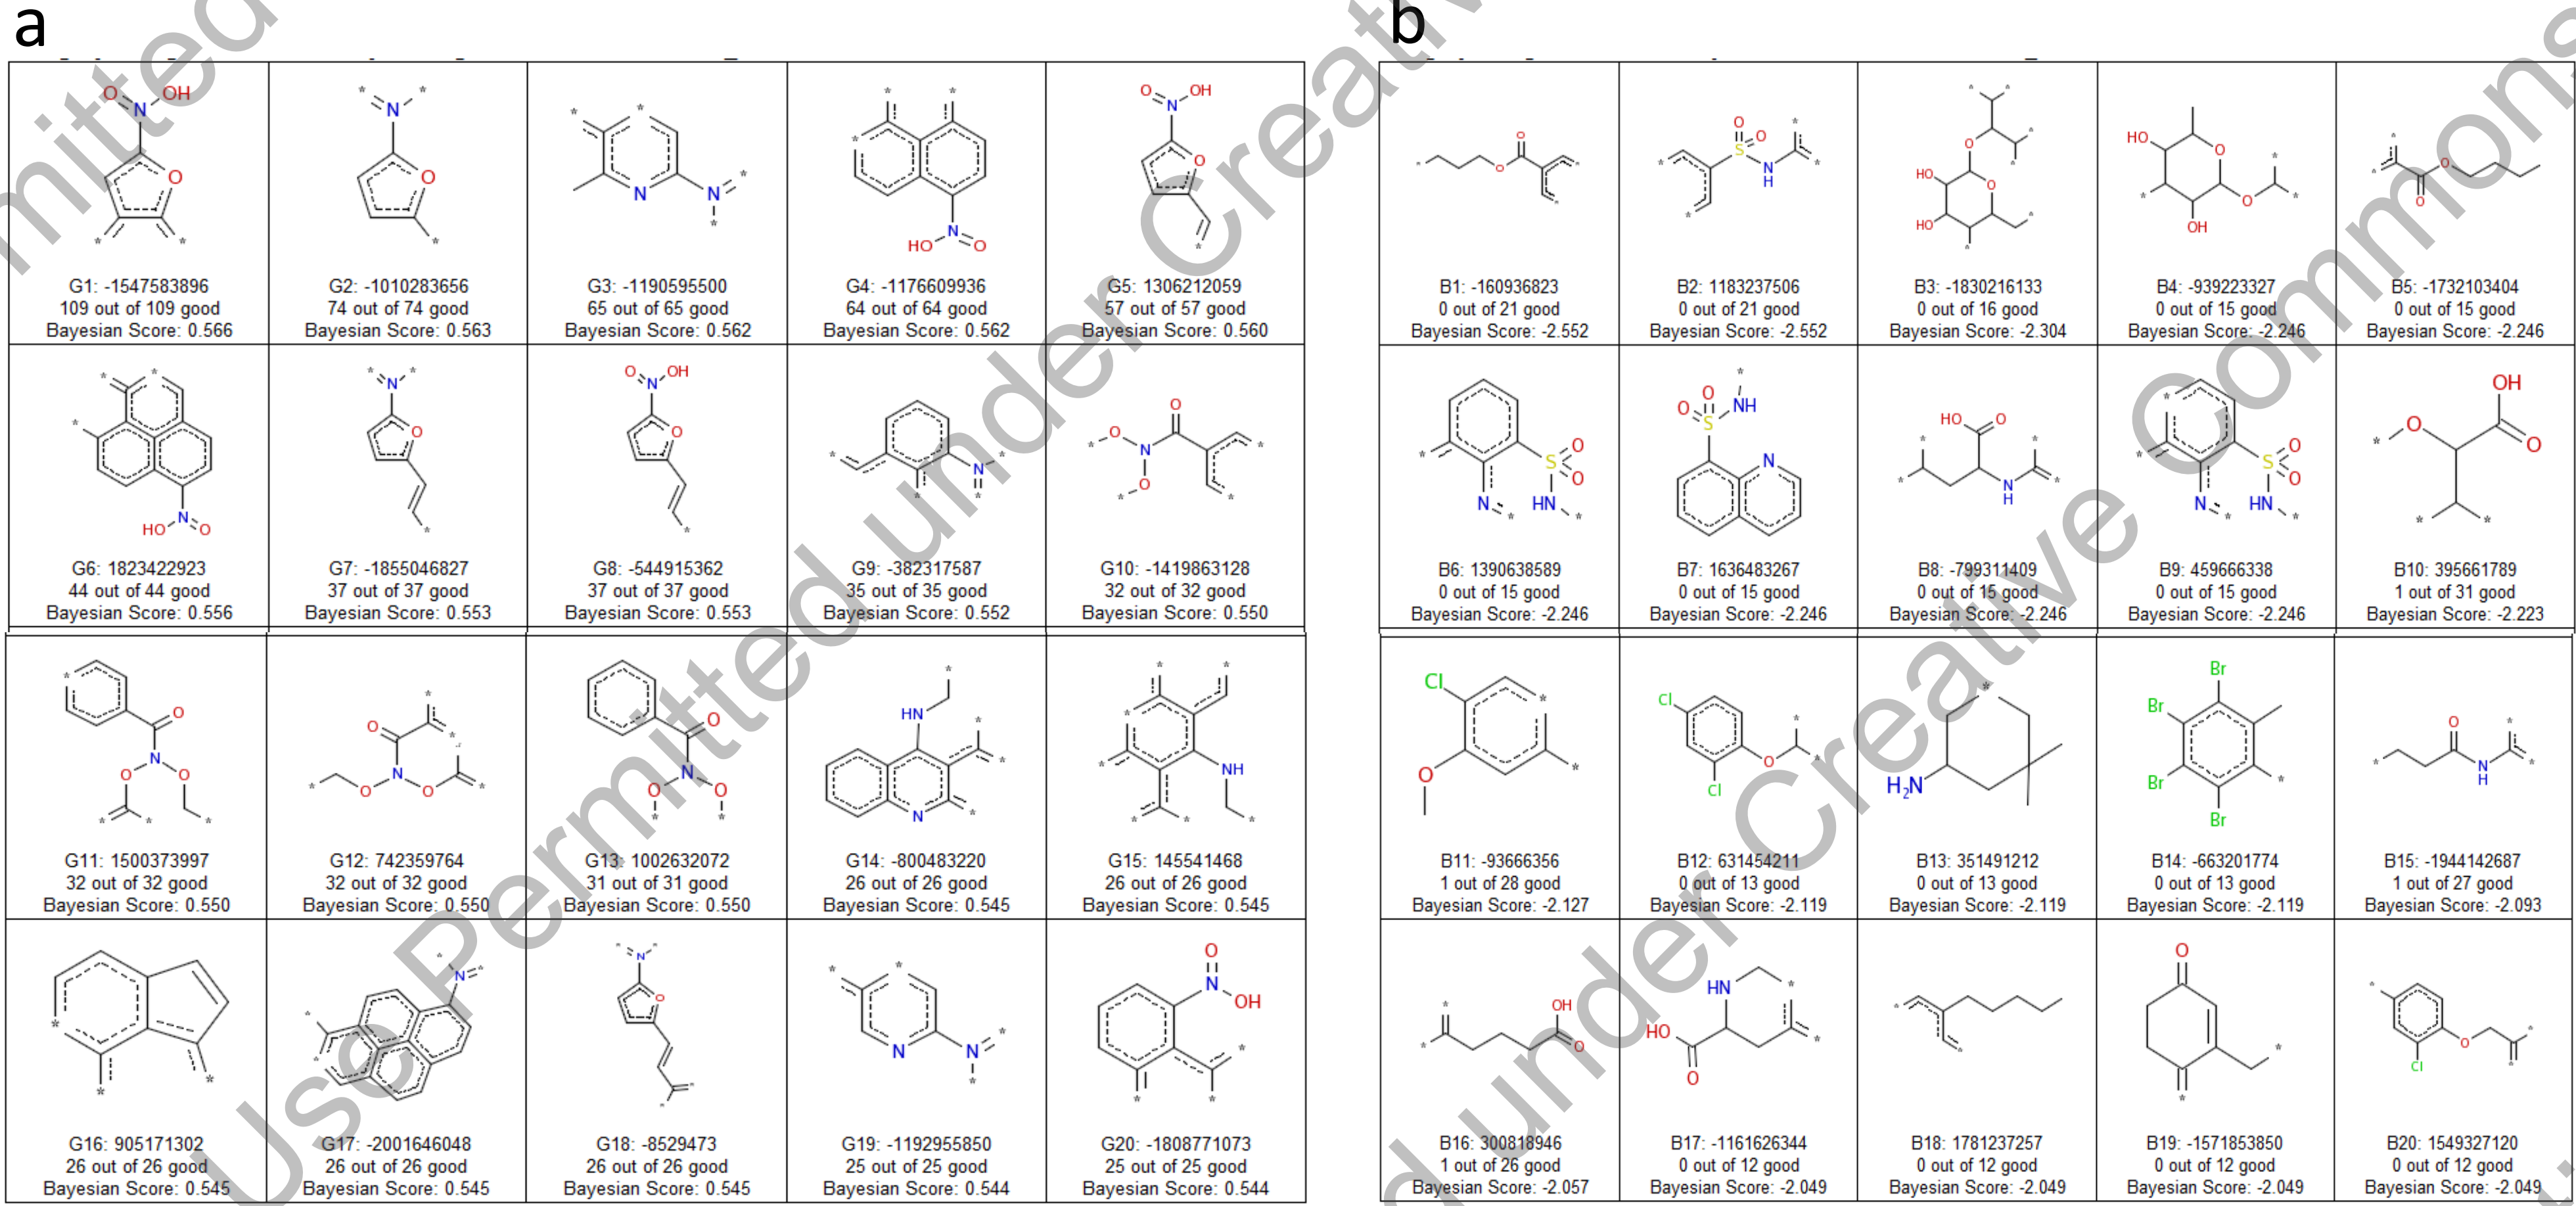 a
b
G1: -1547583896
109 out of 109 good
Bayesian Score: 0.566
G2: -1010283656
74 out of 74 good
Bayesian Score: 0.563
G3: -1190595500
65 out of 65 good
Bayesian Score: 0.562
G4: -1176609936
64 out of 64 good
Bayesian Score: 0.562
G5: 1306212059
57 out of 57 good
Bayesian Score: 0.560
G6: 1823422923
44 out of 44 good
Bayesian Score: 0.556
G7: -1855046827
37 out of 37 good
Bayesian Score: 0.553
G8: -544915362
37 out of 37 good
Bayesian Score: 0.553
G9: -382317587
35 out of 35 good
Bayesian Score: 0.552
G10: -1419863128
32 out of 32 good
Bayesian Score: 0.550
G11: 1500373997
32 out of 32 good
Bayesian Score: 0.550
G12: 742359764
32 out of 32 good
Bayesian Score: 0.550
G13: 1002632072
31 out of 31 good
Bayesian Score: 0.550
G14: -800483220
26 out of 26 good
Bayesian Score: 0.545
G15: 145541468
26 out of 26 good
Bayesian Score: 0.545
G16: 905171302
26 out of 26 good
Bayesian Score: 0.545
G17: -2001646048
26 out of 26 good
Bayesian Score: 0.545
G18: -8529473
26 out of 26 good
Bayesian Score: 0.545
G19: -1192955850
25 out of 25 good
Bayesian Score: 0.544
G20: -1808771073
25 out of 25 good
Bayesian Score: 0.544
B1: -160936823
0 out of 21 good
Bayesian Score: -2.552
B2: 1183237506
0 out of 21 good
Bayesian Score: -2.552
B3: -1830216133
0 out of 16 good
Bayesian Score: -2.304
B4: -939223327
0 out of 15 good
Bayesian Score: -2.246
B5: -1732103404
0 out of 15 good
Bayesian Score: -2.246
B6: 1390638589
0 out of 15 good
Bayesian Score: -2.246
B7: 1636483267
0 out of 15 good
Bayesian Score: -2.246
B8: -799311409
0 out of 15 good
Bayesian Score: -2.246
B9: 459666338
0 out of 15 good
Bayesian Score: -2.246
B10: 395661789
1 out of 31 good
Bayesian Score: -2.223
B11: -93666356
1 out of 28 good
Bayesian Score: -2.127
B12: 631454211
0 out of 13 good
Bayesian Score: -2.119
B13: 351491212
0 out of 13 good
Bayesian Score: -2.119
B14: -663201774
0 out of 13 good
Bayesian Score: -2.119
B15: -1944142687
1 out of 27 good
Bayesian Score: -2.093
B16: 300818946
1 out of 26 good
Bayesian Score: -2.057
B17: -1161626344
0 out of 12 good
Bayesian Score: -2.049
B18: 1781237257
0 out of 12 good
Bayesian Score: -2.049
B19: -1571853850
0 out of 12 good
Bayesian Score: -2.049
B20: 1549327120
0 out of 12 good
Bayesian Score: -2.049
Use Permitted under Creative
under Creative Commons